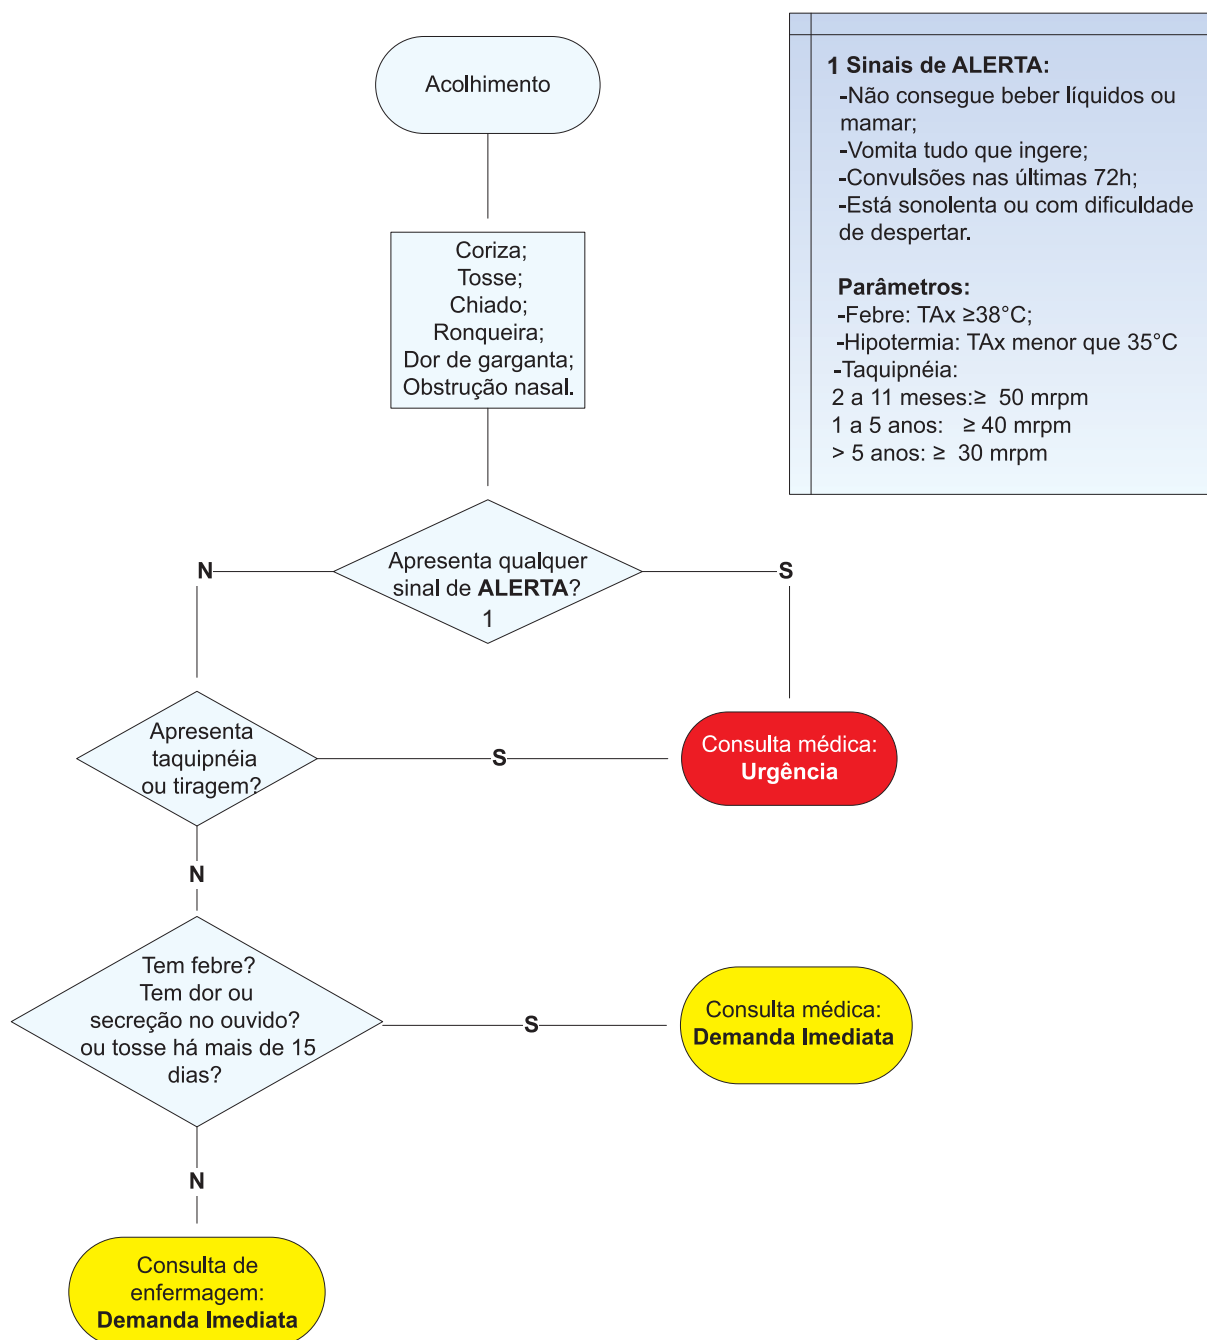 Acolhimento
1 Sinais de ALERTA:
-Não consegue beber líquidos ou
mamar;
-Vomita tudo que ingere;
-Convulsões nas últimas 72h;
-Está sonolenta ou com dificuldade
de despertar.
Parâmetros:
-Febre: TAx ≥38°C;
-Hipotermia: TAx menor que 35°C
-Taquipnéia:
2 a 11 meses:≥ 50 mrpm
1 a 5 anos: ≥ 40 mrpm
> 5 anos: ≥ 30 mrpm
Coriza;
Tosse;
Chiado;
Ronqueira;
Dor de garganta;
Obstrução nasal.
Apresenta qualquer
sinal de ALERTA?
1
N
S
Apresenta
taquipnéia
ou tiragem?
S
Consulta médica:
Urgência
N
Tem febre?
Tem dor ou
secreção no ouvido?
ou tosse há mais de 15
dias?
S
Consulta médica:
Demanda Imediata
N
Consulta de
enfermagem:
Demanda Imediata